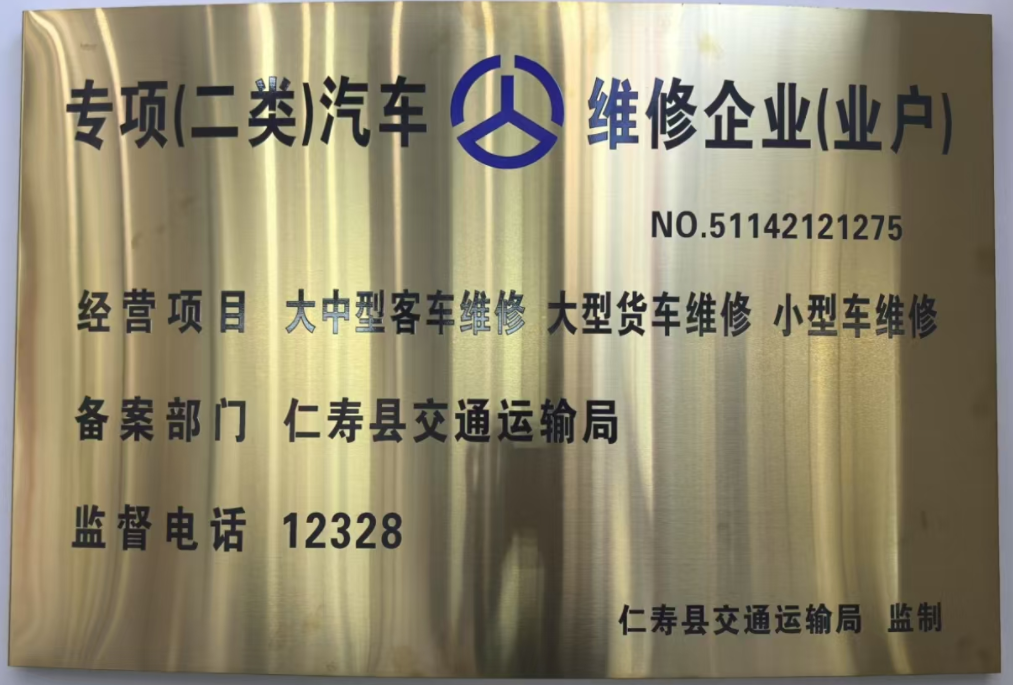 专项(二类)汽车 维修企业(业户)
NO.51142121275
经营项目 大中型客车维修 大型货车维修 小型车维修
备案部门 仁寿县交通运输局
监督电话 12328
仁寿县交通运输局 监制